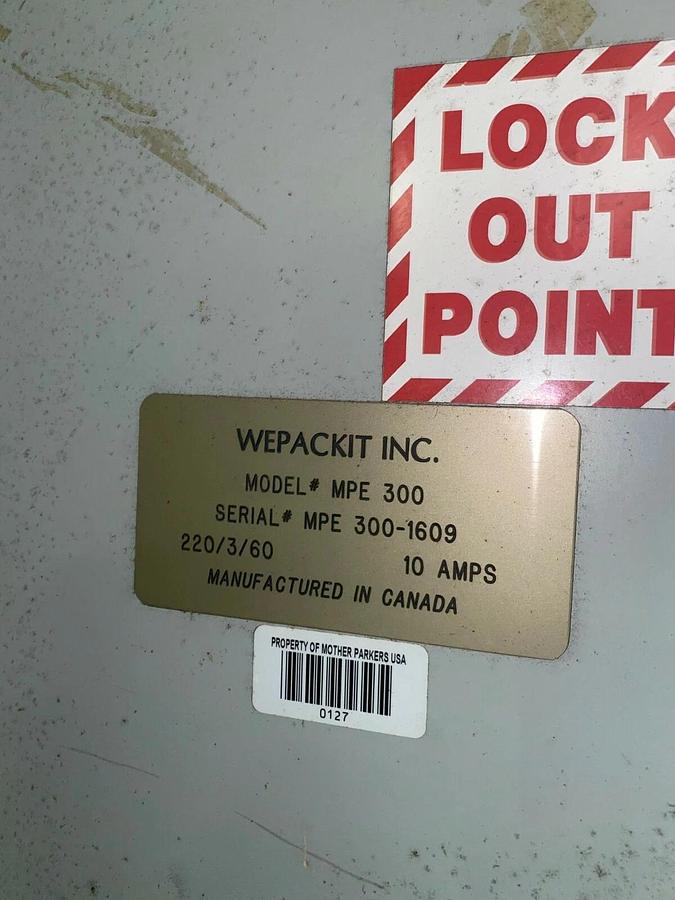 LOCK
OUT
POINT
WEPACKIT INC.
MODEL# MPE 300
SERIAL# MPE 300-1609
220/3/60 10 AMPS
MANUFACTURED IN CANADA
PROPERTY OF MOTHER PARKERS USA
0127